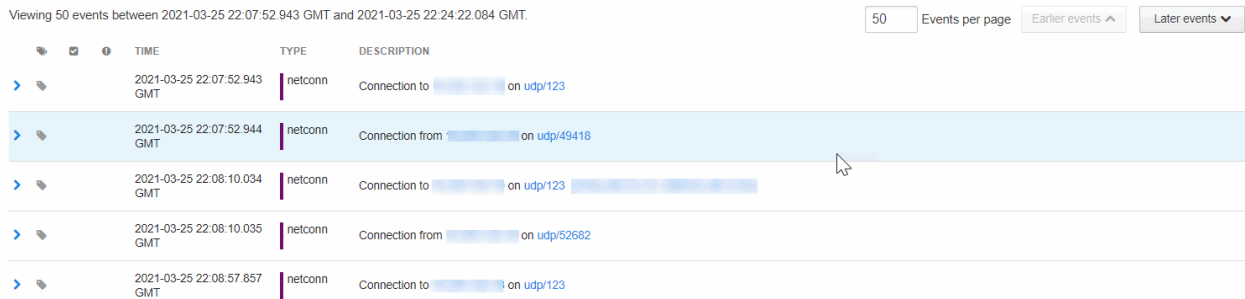 Viewing 50 events between 2021-03-25 22:07:52.943 GMT and 2021-03-25 22:24:22.084 GMT.
50 Events per page Earlier events Later events
TIME TYPE DESCRIPTION
2021-03-25 22:07:52.943 GMT netconn Connection to on udp/123
2021-03-25 22:07:52.944 GMT netconn Connection from on udp/49418
2021-03-25 22:08:10.034 GMT netconn Connection to on udp/123
2021-03-25 22:08:10.035 GMT netconn Connection from on udp/52682
2021-03-25 22:08:57.857 GMT netconn Connection to on udp/123